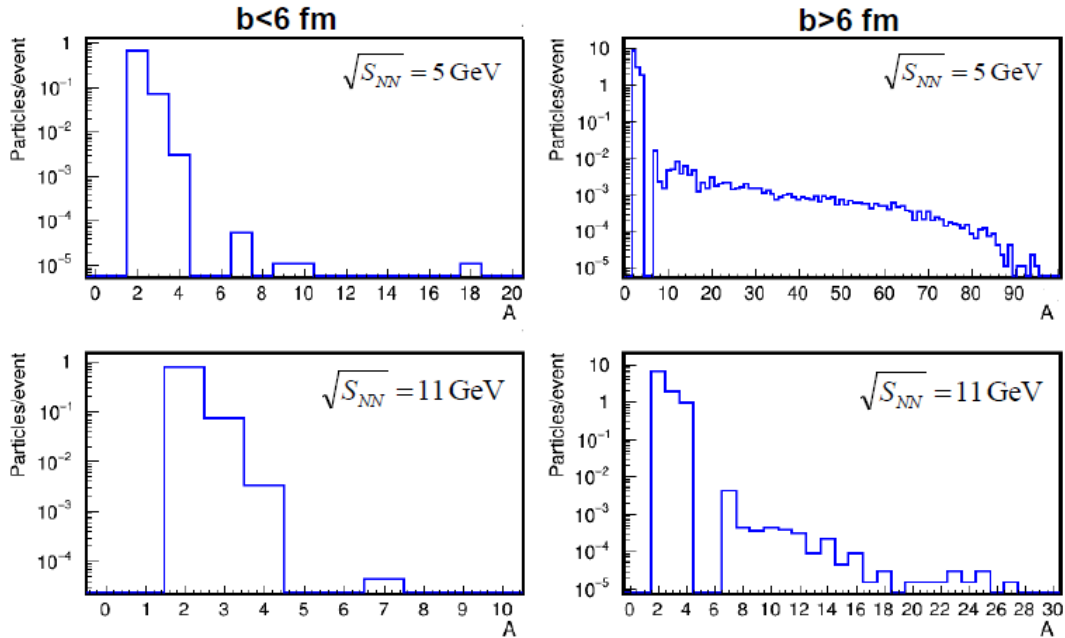 b<6 fm
b>6 fm
Particles/event
1
10⁻¹
10⁻²
10⁻³
10⁻⁴
10⁻⁵
√S_NN = 5 GeV
0 2 4 6 8 10 12 14 16 18 20
A
Particles/event
10
1
10⁻¹
10⁻²
10⁻³
10⁻⁴
10⁻⁵
√S_NN = 5 GeV
0 10 20 30 40 50 60 70 80 90
A
Particles/event
1
10⁻¹
10⁻²
10⁻³
10⁻⁴
√S_NN = 11 GeV
0 1 2 3 4 5 6 7 8 9 10
A
Particles/event
10
1
10⁻¹
10⁻²
10⁻³
10⁻⁴
10⁻⁵
√S_NN = 11 GeV
0 2 4 6 8 10 12 14 16 18 20 22 24 26 28 30
A